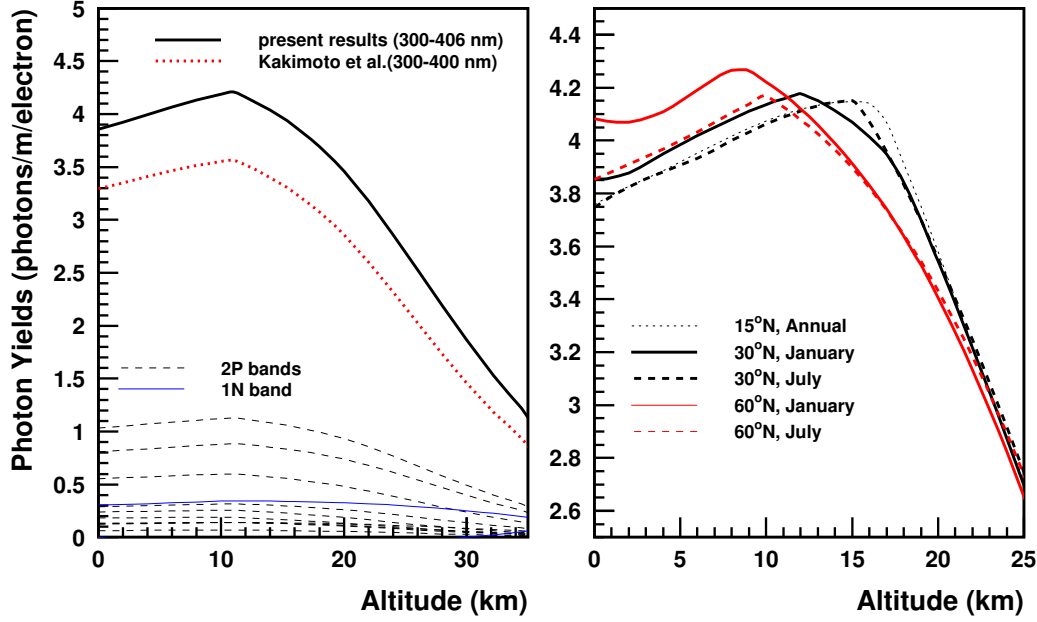 Photon Yields (photons/m/electron)
5
4.5
4
3.5
3
2.5
2
1.5
1
0.5
0
present results (300-406 nm)
Kakimoto et al.(300-400 nm)
2P bands
1N band
0 10 20 30
Altitude (km)
4.4
4.2
4
3.8
3.6
3.4
3.2
3
2.8
2.6
15°N, Annual
30°N, January
30°N, July
60°N, January
60°N, July
0 5 10 15 20 25
Altitude (km)